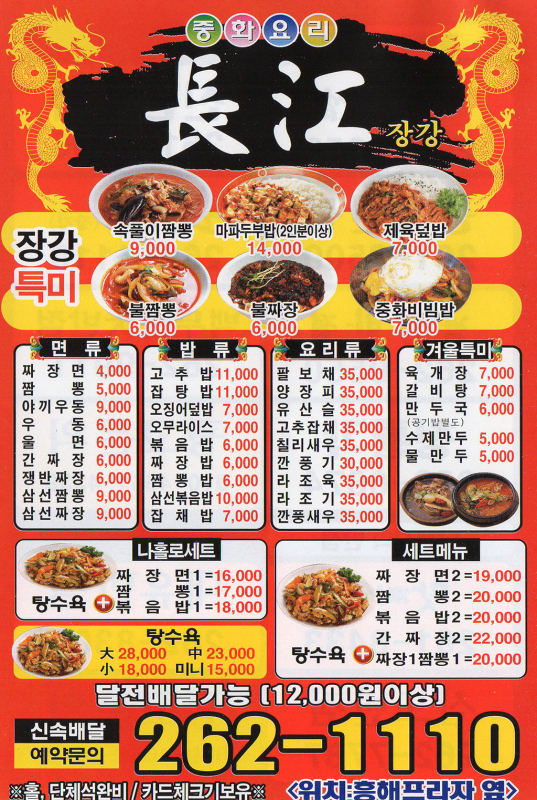 중화요리
長江 장강
장강
특미
속풀이짬뽕
9,000
마파두부밥(2인분이상)
14,000
제육덮밥
7,000
불짬뽕
6,000
불짜장
6,000
중화비빔밥
7,000
면 류
짜 장 면 4,000
짬 뽕 5,000
야끼우동 9,000
우 동 6,000
울 면 6,000
간 짜 장 6,000
쟁반짜장 6,000
삼선짬뽕 9,000
삼선짜장 9,000
밥 류
고 추 밥 11,000
잡 탕 밥 11,000
오징어덮밥 7,000
오무라이스 7,000
볶 음 밥 6,000
짜 장 밥 6,000
짬 뽕 밥 6,000
삼선볶음밥 10,000
잡 채 밥 7,000
요 리 류
팔 보 채 35,000
양 장 피 35,000
유 산 슬 35,000
고추잡채 35,000
칠리새우 35,000
깐 풍 기 30,000
라 조 육 35,000
라 조 기 35,000
깐풍새우 35,000
겨울특미
육 개 장 7,000
갈 비 탕 7,000
만 두 국 6,000
(공기밥별도)
수제만두 5,000
물 만 두 5,000
나홀로세트
탕수육 +
짜 장 면 1 =16,000
짬 뽕 1 =17,000
볶 음 밥 1 =18,000
세트메뉴
탕수육 +
짜 장 면 2 =19,000
짬 뽕 2 =20,000
볶 음 밥 2 =20,000
간 짜 장 2 =22,000
짜장1짬뽕1 =20,000
탕수육
大 28,000 中 23,000
小 18,000 미니 15,000
달전배달가능 (12,000원이상)
신속배달
예약문의
262-1110
※홀, 단체석완비 / 카드체크기보유※ <위치:흥해프라자 옆>